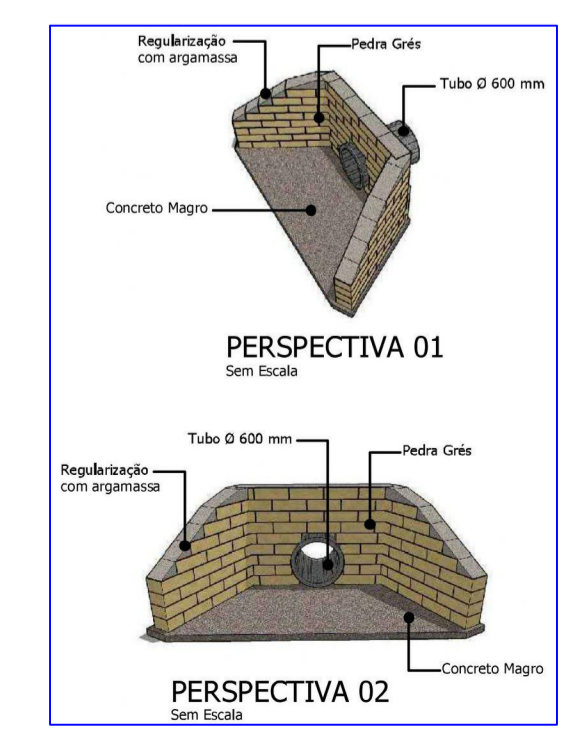 Regularização
com argamassa
Pedra Grés
Tubo Ø 600 mm
Concreto Magro
PERSPECTIVA 01
Sem Escala
Tubo Ø 600 mm
Pedra Grés
Regularização
com argamassa
Concreto Magro
PERSPECTIVA 02
Sem Escala